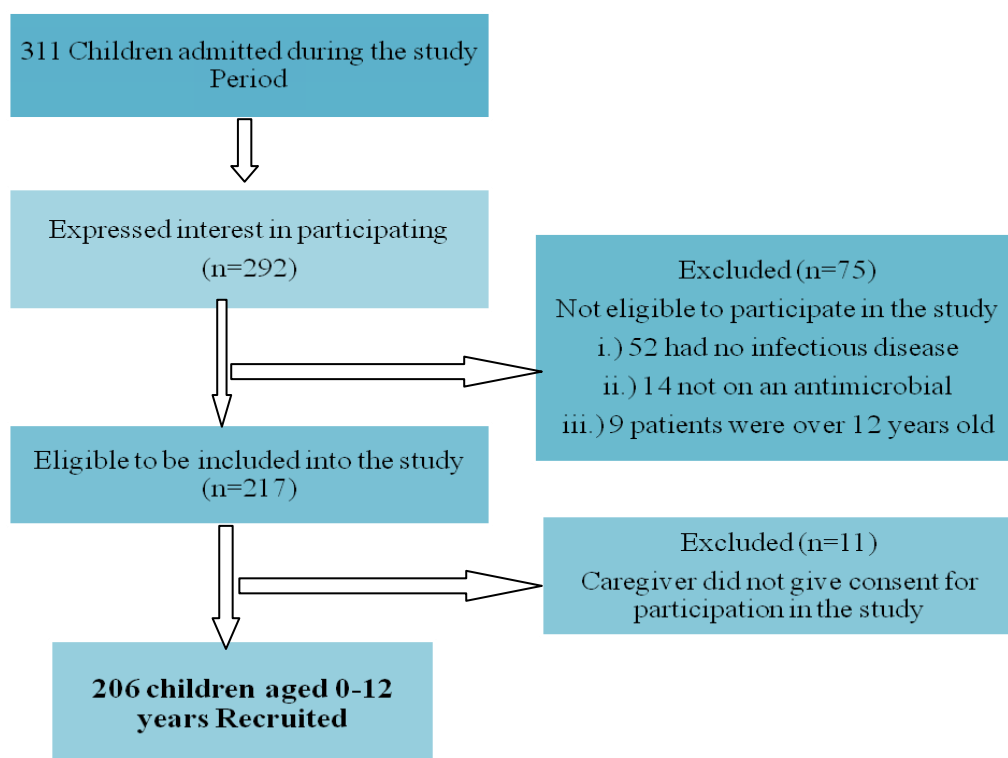 311 Children admitted during the study
Period
Expressed interest in participating
(n=292)
Excluded (n=75)
Not eligible to participate in the study
i.) 52 had no infectious disease
ii.) 14 not on an antimicrobial
iii.) 9 patients were over 12 years old
Eligible to be included into the study
(n=217)
Excluded (n=11)
Caregiver did not give consent for
participation in the study
206 children aged 0-12
years Recruited